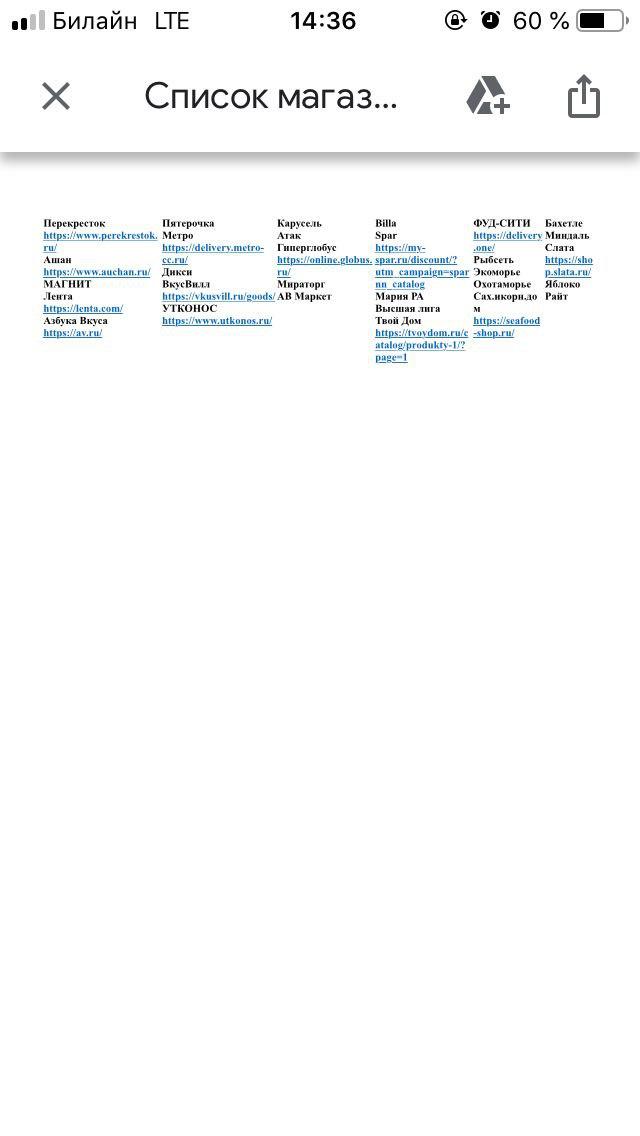 Билайн LTE 14:36 60 %
Список магаз...
Перекресток
https://www.perekrestok.
ru/
Ашан
https://www.auchan.ru/
МАГНИТ
Лента
https://lenta.com/
Азбука Вкуса
https://av.ru/
Пятерочка
Метро
https://delivery.metro-
cc.ru/
Дикси
ВкусВилл
https://vkusvill.ru/goods/
УТКОНОС
https://www.utkonos.ru/
Карусель
Атак
Гиперглобус
https://online.globus.
ru/
Мираторг
АВ Маркет
Billa
Spar
https://my-
spar.ru/discount/?
utm_campaign=spar
nn_catalog
Мария РА
Высшая лига
Твой Дом
https://tvoydom.ru/c
atalog/produkty-1/?
page=1
ФУД-СИТИ
https://delivery
.one/
Рыбсеть
Экоморье
Охотаморье
Сах.икорн.до
м
https://seafood
-shop.ru/
Бахетле
Миндаль
Слата
https://sho
p.slata.ru/
Яблоко
Райт